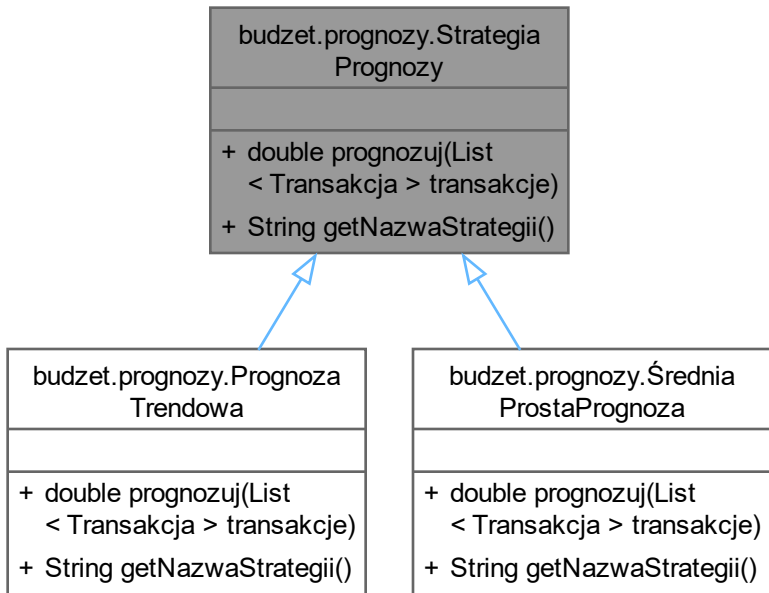 budzet.prognozy.Strategia
Prognozy
+ double prognozuj(List
< Transakcja > transakcje)
+ String getNazwaStrategii()
budzet.prognozy.Prognoza
Trendowa
+ double prognozuj(List
< Transakcja > transakcje)
+ String getNazwaStrategii()
budzet.prognozy.Średnia
ProstaPrognoza
+ double prognozuj(List
< Transakcja > transakcje)
+ String getNazwaStrategii()